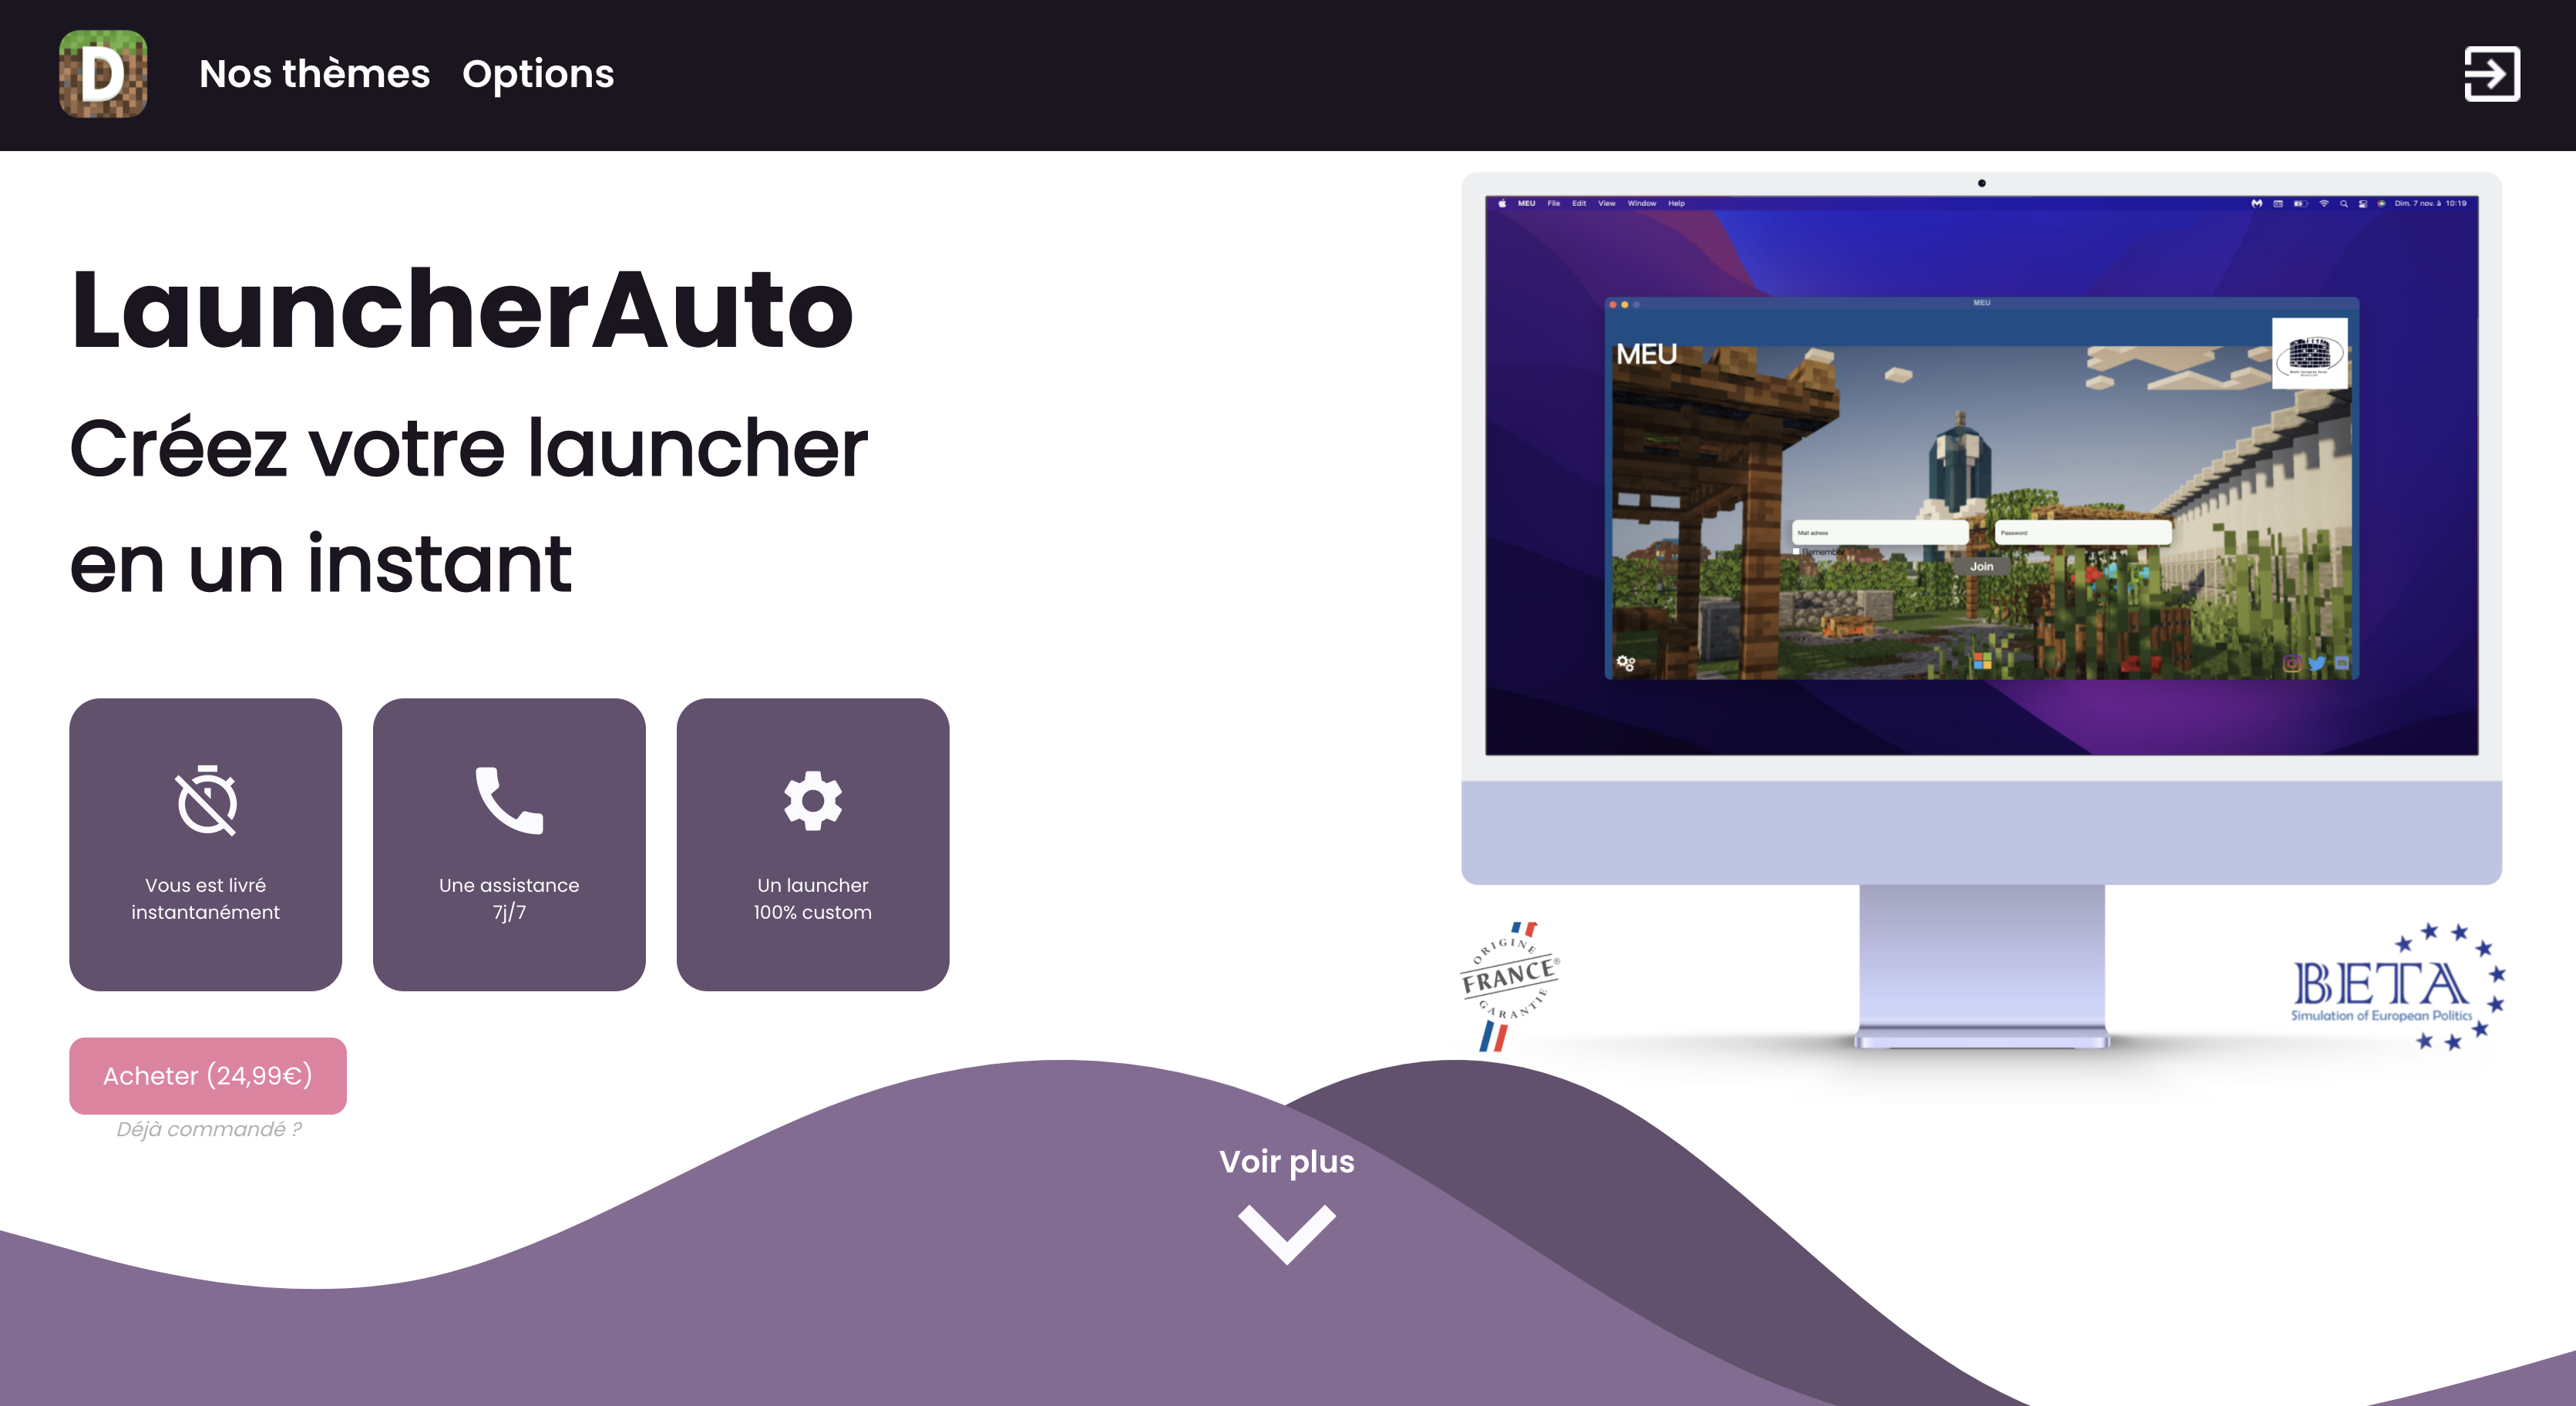 D
Nos thèmes Options
LauncherAuto
Créez votre launcher
en un instant
Vous est livré
instantanément
Une assistance
7j/7
Un launcher
100% custom
Acheter (24,99€)
Déjà commandé ?
MEU File Edit View Window Help
Dim. 7 nov. à 10:19
MEU
MEU
Mail adress
Password
Remember
Join
ORIGINE
FRANCE®
GARANTIE
BETA
Simulation of European Politics
Voir plus